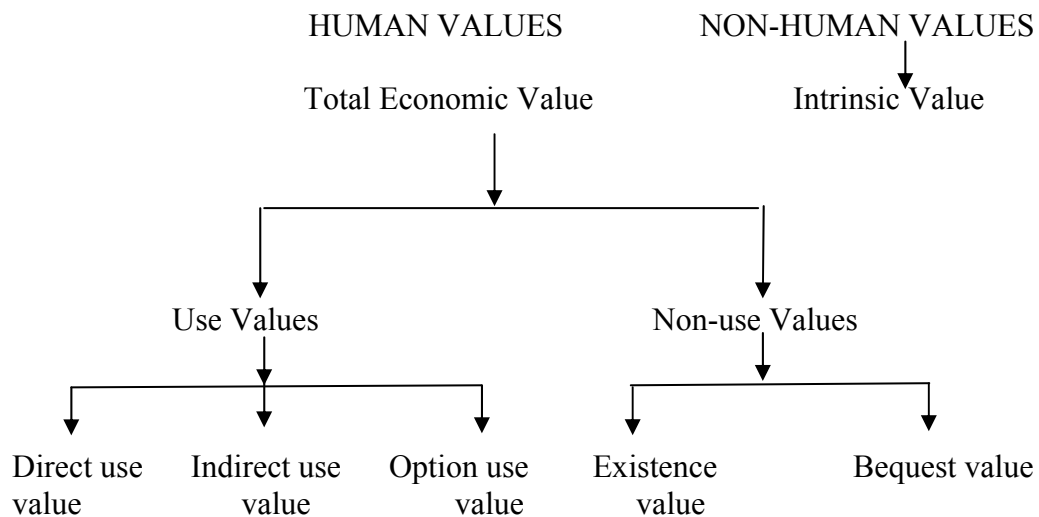 HUMAN VALUES NON-HUMAN VALUES
Total Economic Value Intrinsic Value
Use Values Non-use Values
Direct use Indirect use Option use Existence Bequest value
value value value value